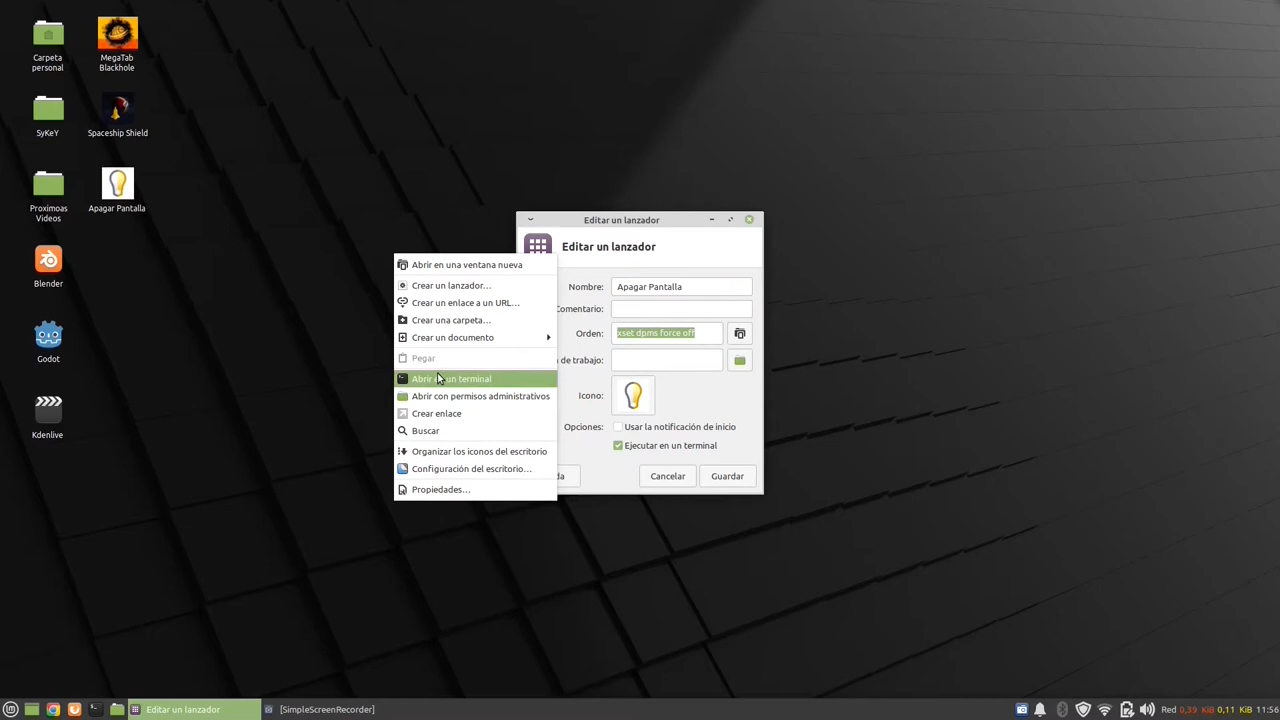 Carpeta
personal
MegaTab
Blackhole
SyKeY
Spaceship Shield
Proximoas
Videos
Apagar Pantalla
Blender
Godot
Kdenlive
Editar un lanzador
Editar un lanzador
Nombre: Apagar Pantalla
Comentario:
Orden: xset dpms force off
de trabajo:
Icono:
Opciones: Usar la notificación de inicio
Ejecutar en un terminal
da Cancelar Guardar
Abrir en una ventana nueva
Crear un lanzador...
Crear un enlace a un URL...
Crear una carpeta...
Crear un documento
Pegar
Abrir en un terminal
Abrir con permisos administrativos
Crear enlace
Buscar
Organizar los iconos del escritorio
Configuración del escritorio...
Propiedades...
Editar un lanzador
[SimpleScreenRecorder]
Red 0,39 KiB 0,11 KiB 11:56